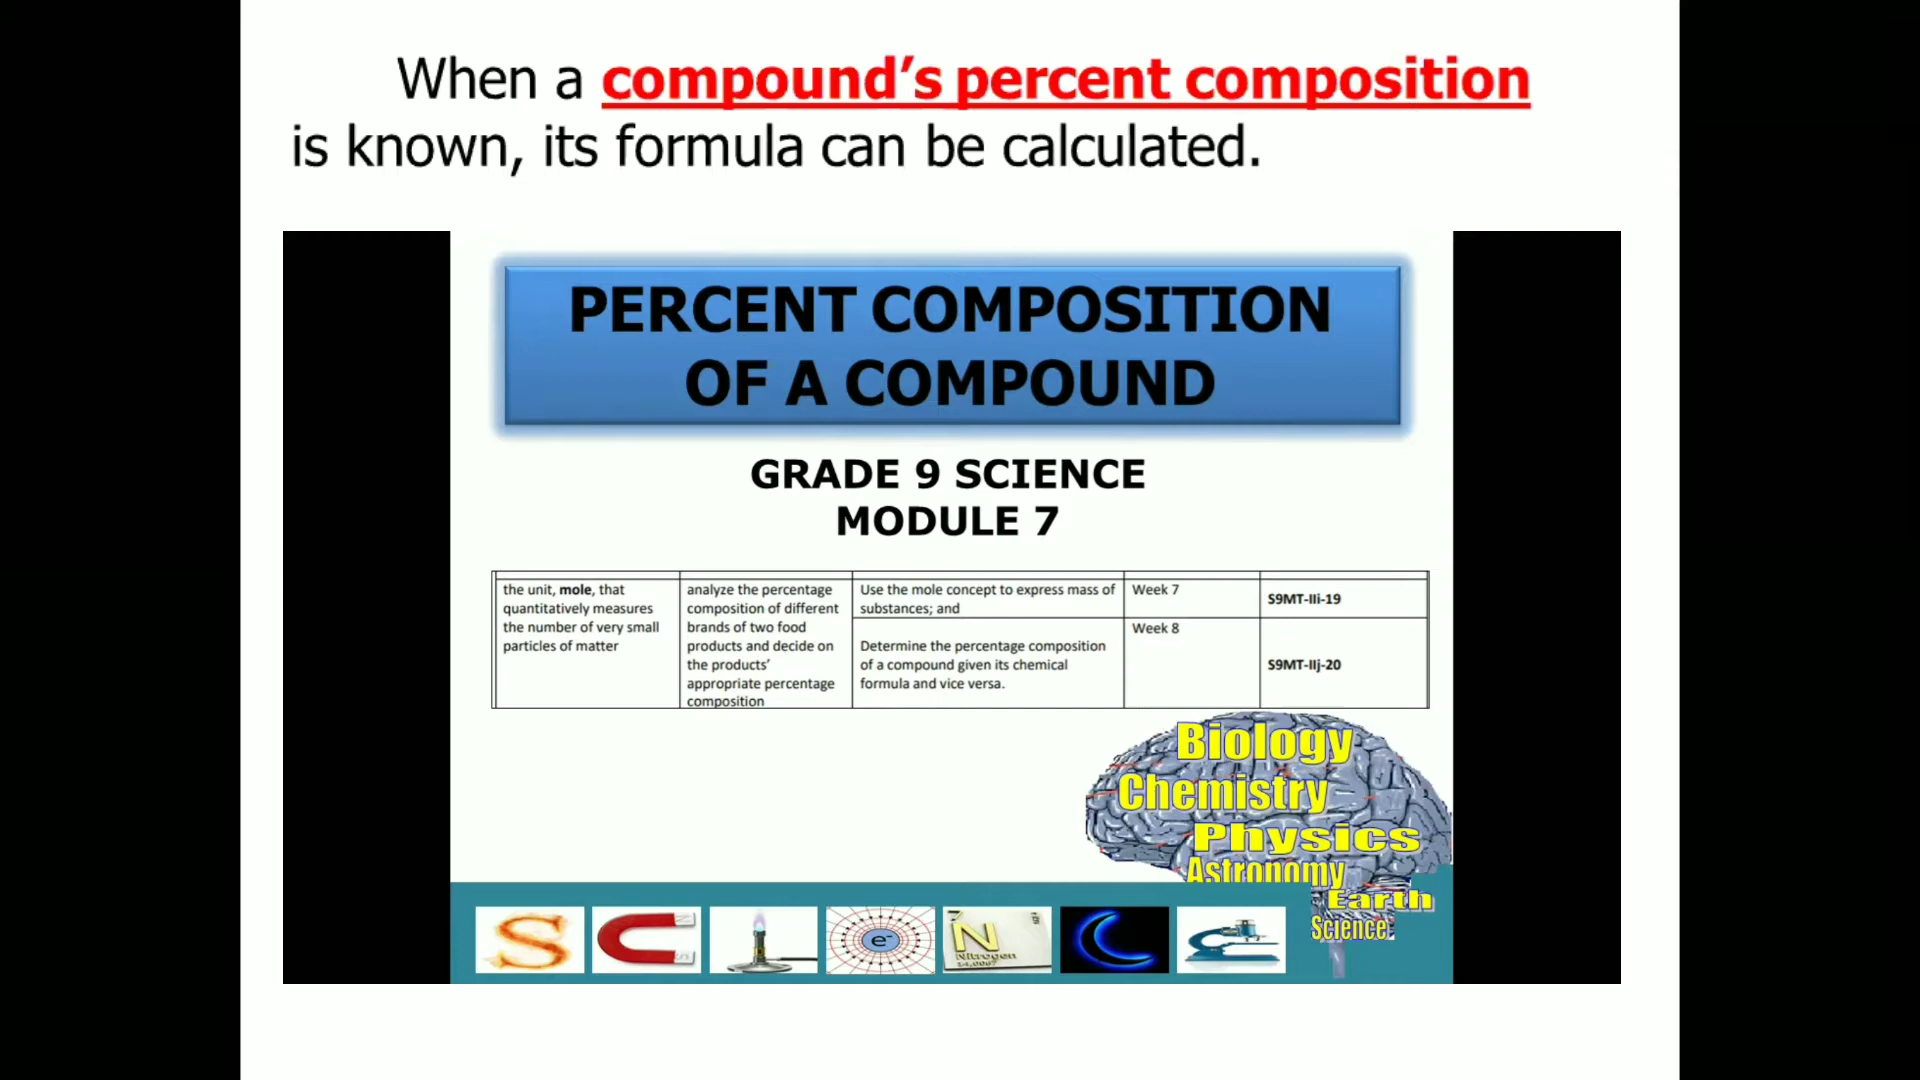 When a compound’s percent composition
is known, its formula can be calculated.
PERCENT COMPOSITION
OF A COMPOUND
GRADE 9 SCIENCE
MODULE 7
the unit, mole, that
quantitatively measures
the number of very small
particles of matter
analyze the percentage
composition of different
brands of two food
products and decide on
the products’
appropriate percentage
composition
Use the mole concept to express mass of
substances; and
Week 7
S9MT-IIi-19
Determine the percentage composition
of a compound given its chemical
formula and vice versa.
Week 8
S9MT-IIj-20
Biology
Chemistry
Physics
Astronomy
Earth
Science
S
N
S
e-
N
Nitrogen